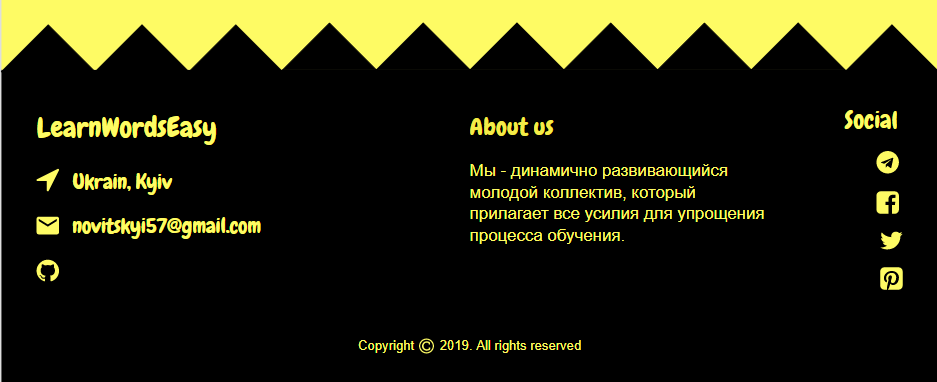 LearnWordsEasy
Ukrain, Kyiv
novitskyi57@gmail.com
About us
Мы - динамично развивающийся
молодой коллектив, который
прилагает все усилия для упрощения
процесса обучения.
Social
Copyright © 2019. All rights reserved